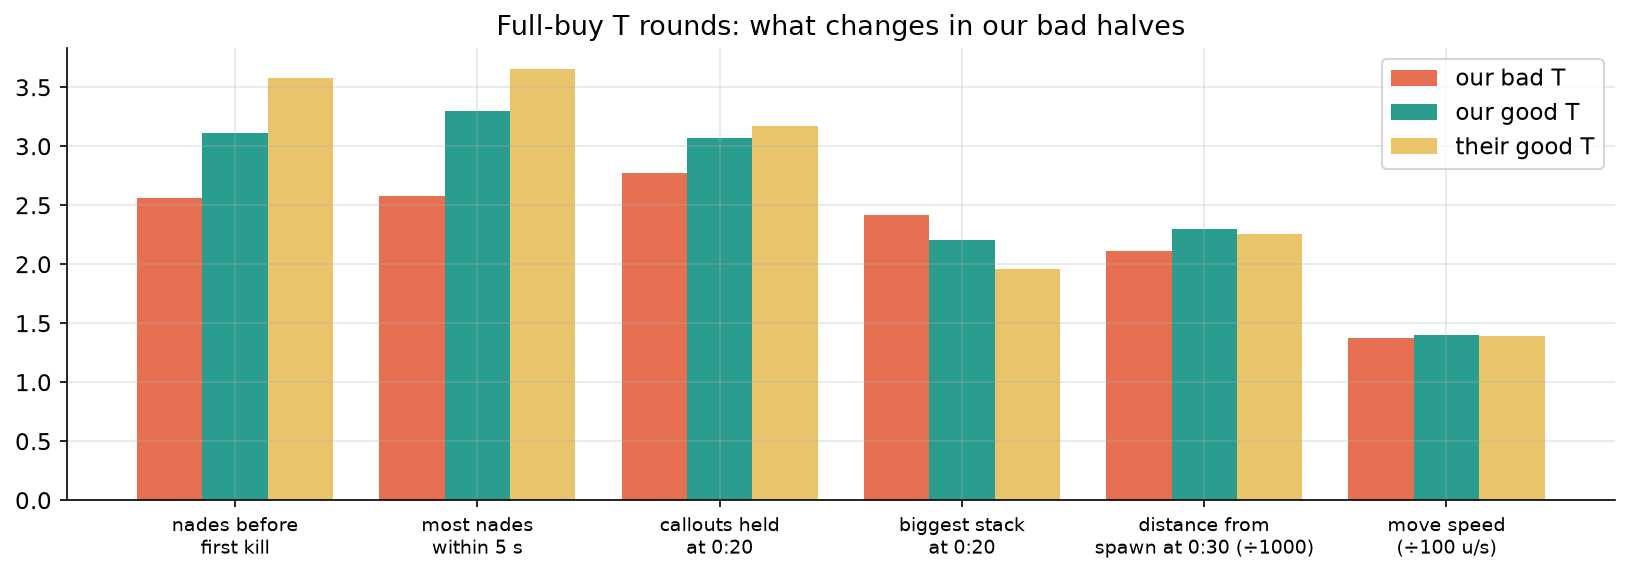 Full-buy T rounds: what changes in our bad halves
our bad T
our good T
their good T
3.5
3.0
2.5
2.0
1.5
1.0
0.5
0.0
nades before
first kill
most nades
within 5 s
callouts held
at 0:20
biggest stack
at 0:20
distance from
spawn at 0:30 (÷1000)
move speed
(÷100 u/s)